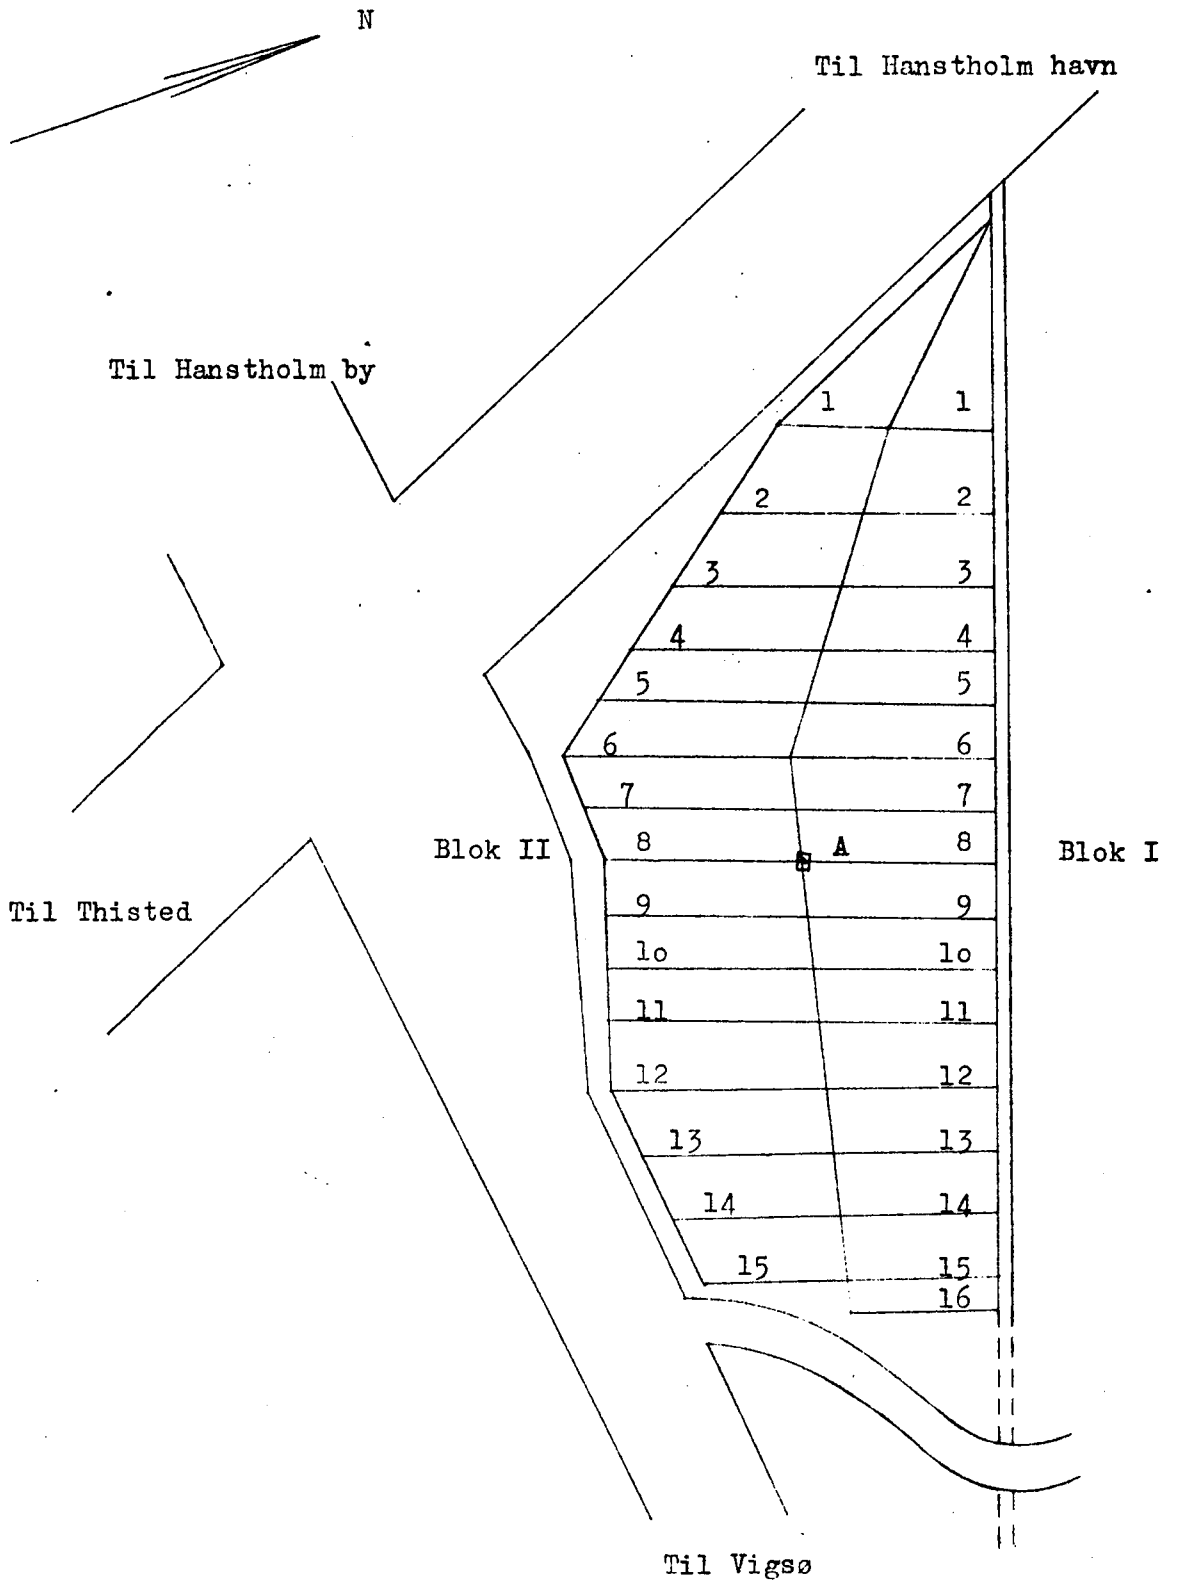 N
Til Hanstholm havn
Til Hanstholm by
1 1
2 2
3 3
4 4
5 5
6 6
7 7
Blok II 8 A 8 Blok I
Til Thisted 9 9
lo lo
11 11
12 12
13 13
14 14
15 15
16
Til Vigsø